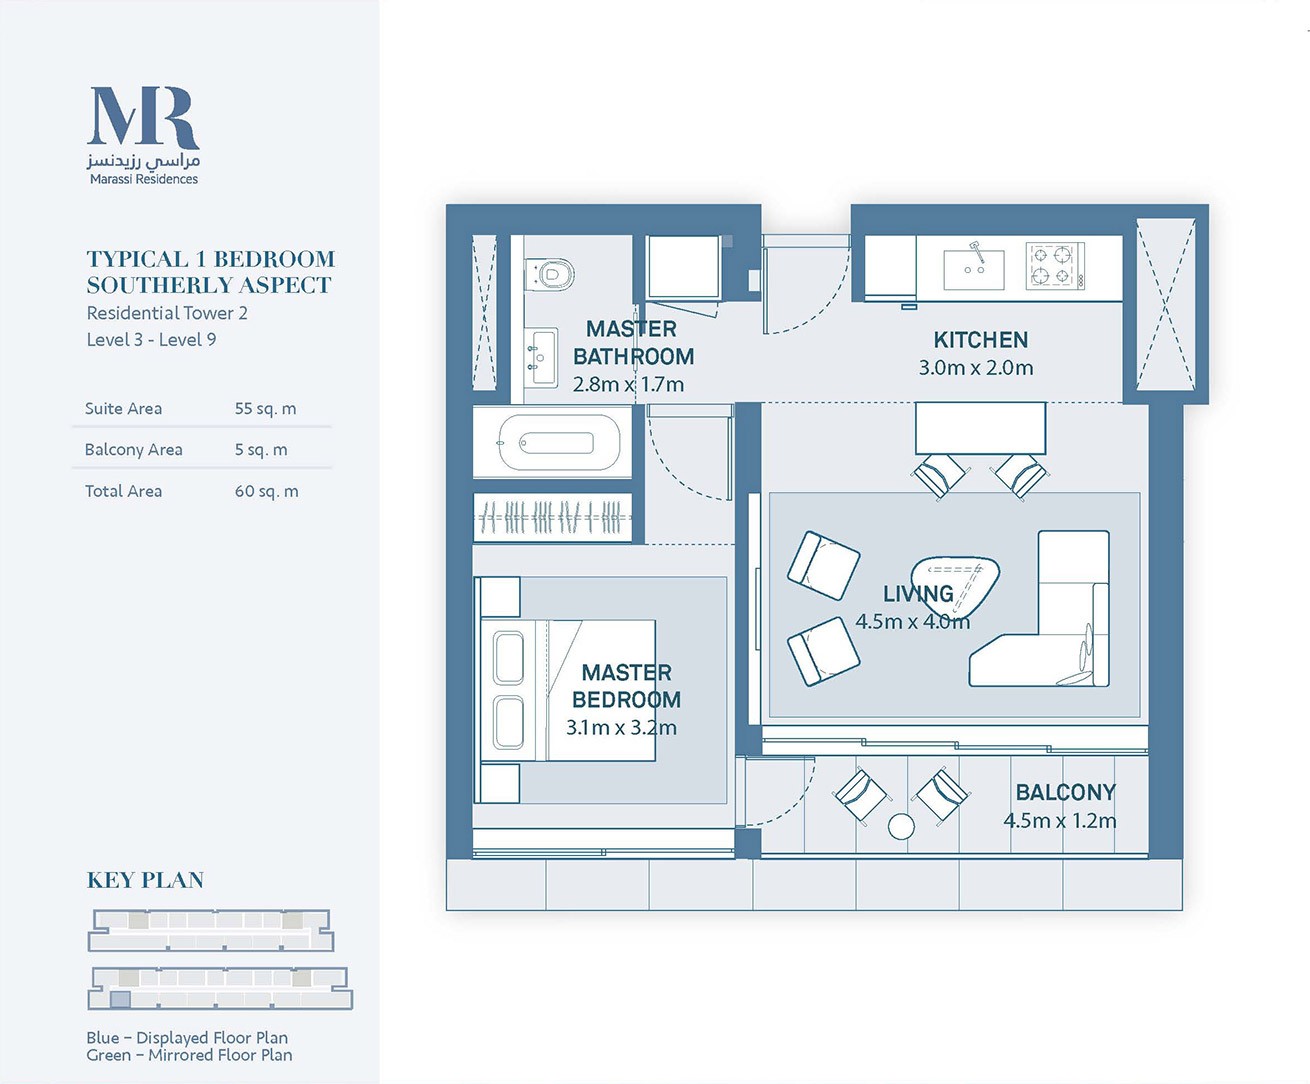 MR
مراسي رزيدنسز
Marassi Residences
TYPICAL 1 BEDROOM
SOUTHERLY ASPECT
Residential Tower 2
Level 3 - Level 9
Suite Area 55 sq. m
Balcony Area 5 sq. m
Total Area 60 sq. m
KEY PLAN
Blue – Displayed Floor Plan
Green – Mirrored Floor Plan
MASTER
BATHROOM
2.8m x 1.7m
KITCHEN
3.0m x 2.0m
LIVING
4.5m x 4.0m
MASTER
BEDROOM
3.1m x 3.2m
BALCONY
4.5m x 1.2m